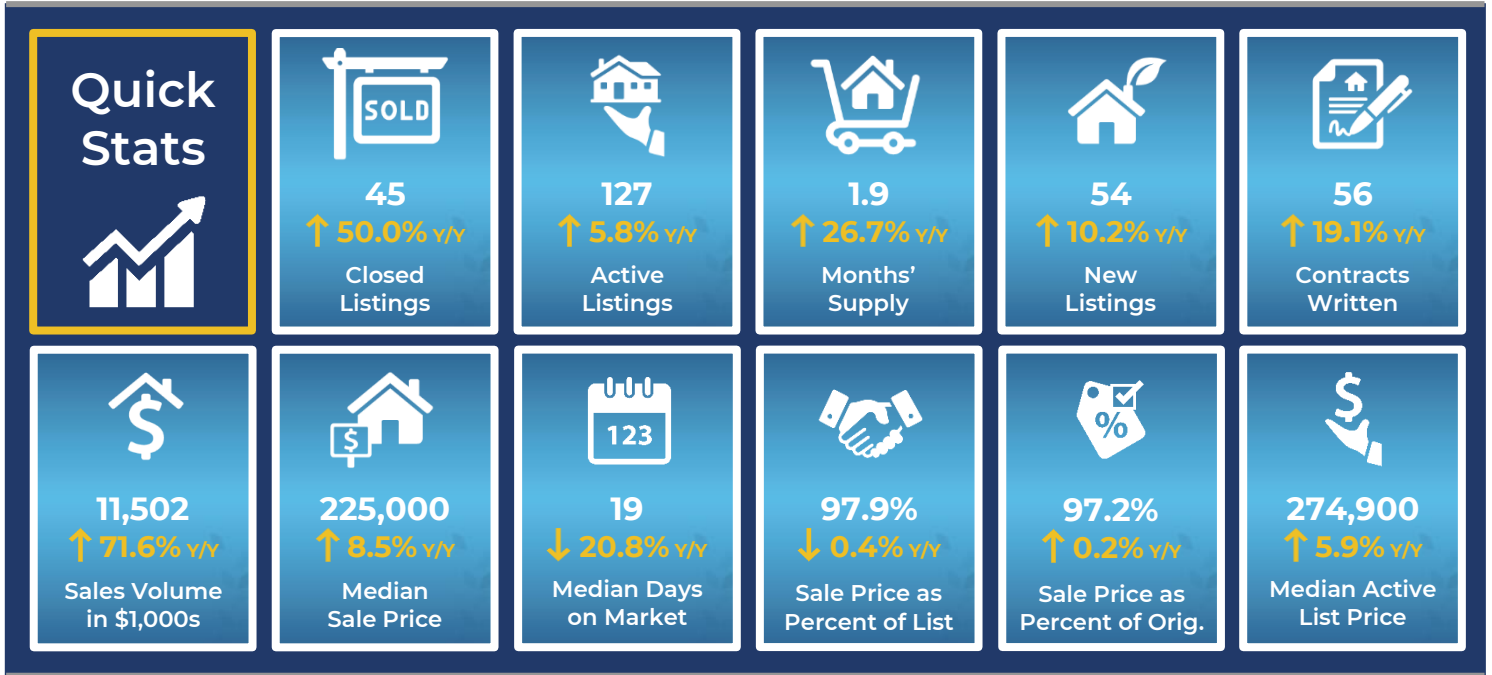 Quick
Stats
SOLD
45
↑ 50.0% Y/Y
Closed
Listings
127
↑ 5.8% Y/Y
Active
Listings
1.9
↑ 26.7% Y/Y
Months’
Supply
54
↑ 10.2% Y/Y
New
Listings
56
↑ 19.1% Y/Y
Contracts
Written
$
11,502
↑ 71.6% Y/Y
Sales Volume
in $1,000s
$
225,000
↑ 8.5% Y/Y
Median
Sale Price
123
19
↓ 20.8% Y/Y
Median Days
on Market
97.9%
↓ 0.4% Y/Y
Sale Price as
Percent of List
%
97.2%
↑ 0.2% Y/Y
Sale Price as
Percent of Orig.
$
274,900
↑ 5.9% Y/Y
Median Active
List Price